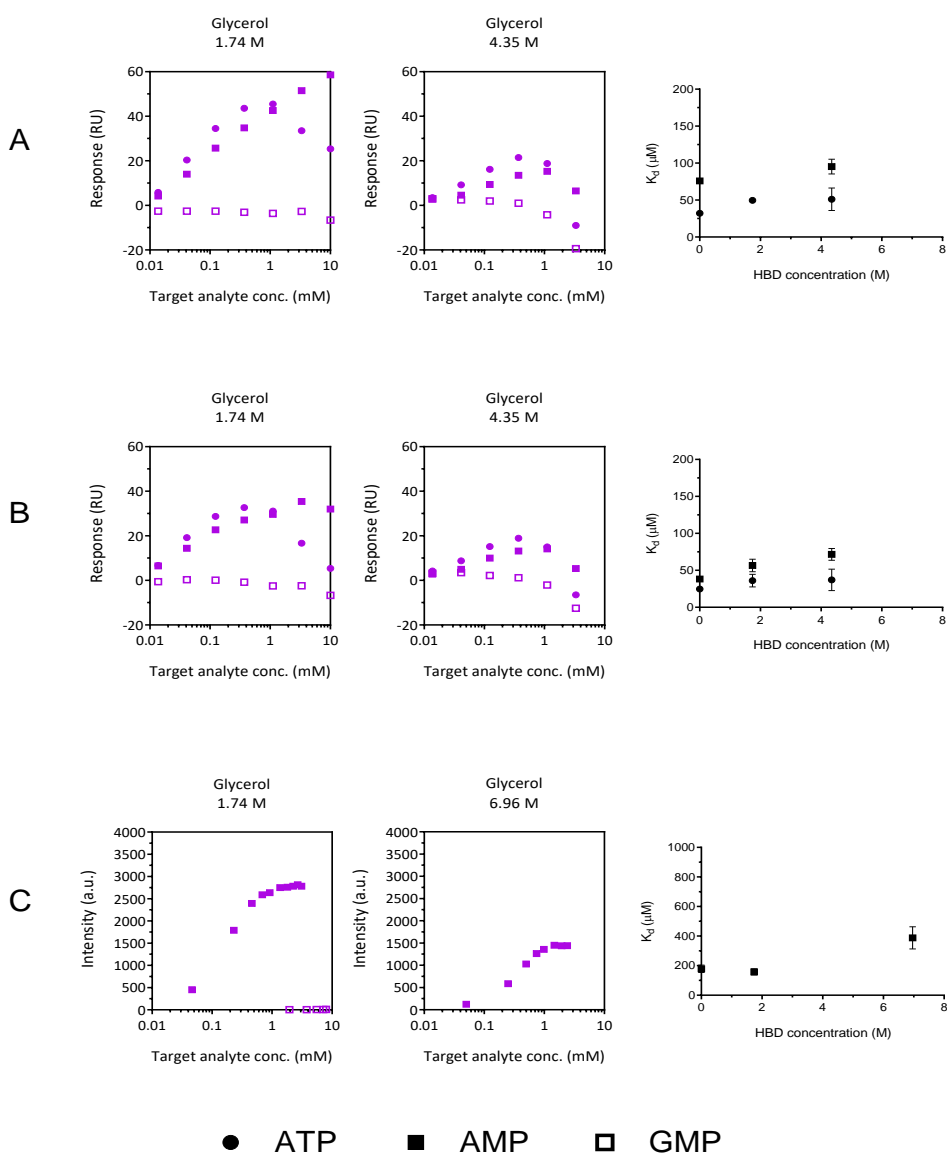 A
Glycerol
1.74 M
Response (RU)
60
40
20
0
-20
0.01
0.1
1
10
Target analyte conc. (mM)
Glycerol
4.35 M
Response (RU)
60
40
20
0
-20
0.01
0.1
1
10
Target analyte conc. (mM)
Kd (μM)
200
150
100
50
0
0
2
4
6
8
HBD concentration (M)
B
Glycerol
1.74 M
Response (RU)
60
40
20
0
-20
0.01
0.1
1
10
Target analyte conc. (mM)
Glycerol
4.35 M
Response (RU)
60
40
20
0
-20
0.01
0.1
1
10
Target analyte conc. (mM)
Kd (μM)
200
150
100
50
0
0
2
4
6
8
HBD concentration (M)
C
Glycerol
1.74 M
Intensity (a.u.)
4000
3500
3000
2500
2000
1500
1000
500
0
0.01
0.1
1
10
Target analyte conc. (mM)
Glycerol
6.96 M
Intensity (a.u.)
4000
3500
3000
2500
2000
1500
1000
500
0
0.01
0.1
1
10
Target analyte conc. (mM)
Kd (μM)
1000
800
600
400
200
0
0
2
4
6
8
HBD concentration (M)
ATP
AMP
GMP